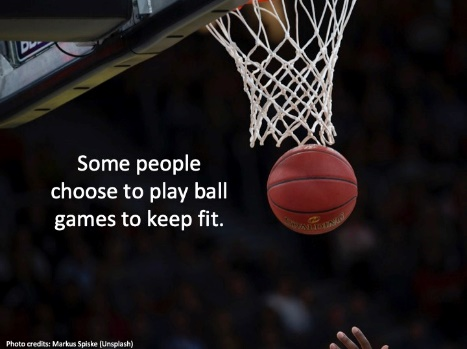 Some people
choose to play ball
games to keep fit.
Photo credits: Markus Spiske (Unsplash)